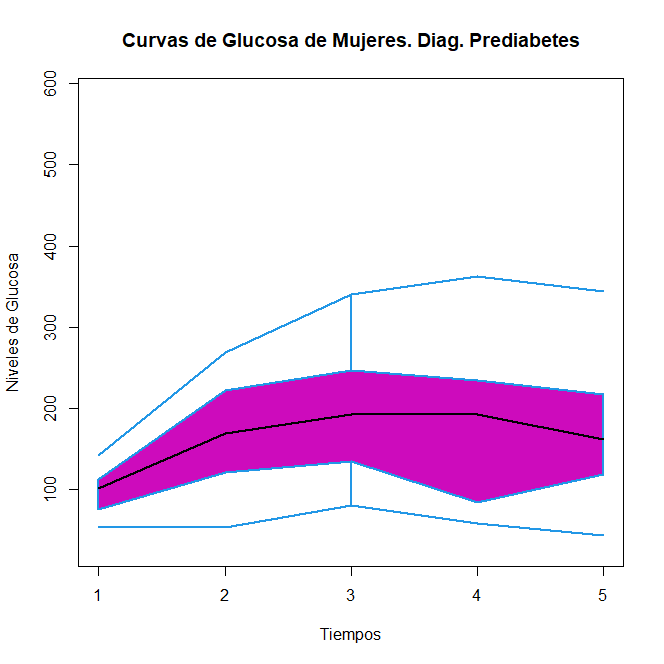 Curvas de Glucosa de Mujeres. Diag. Prediabetes
Niveles de Glucosa
600
500
400
300
200
100
1 2 3 4 5
Tiempos